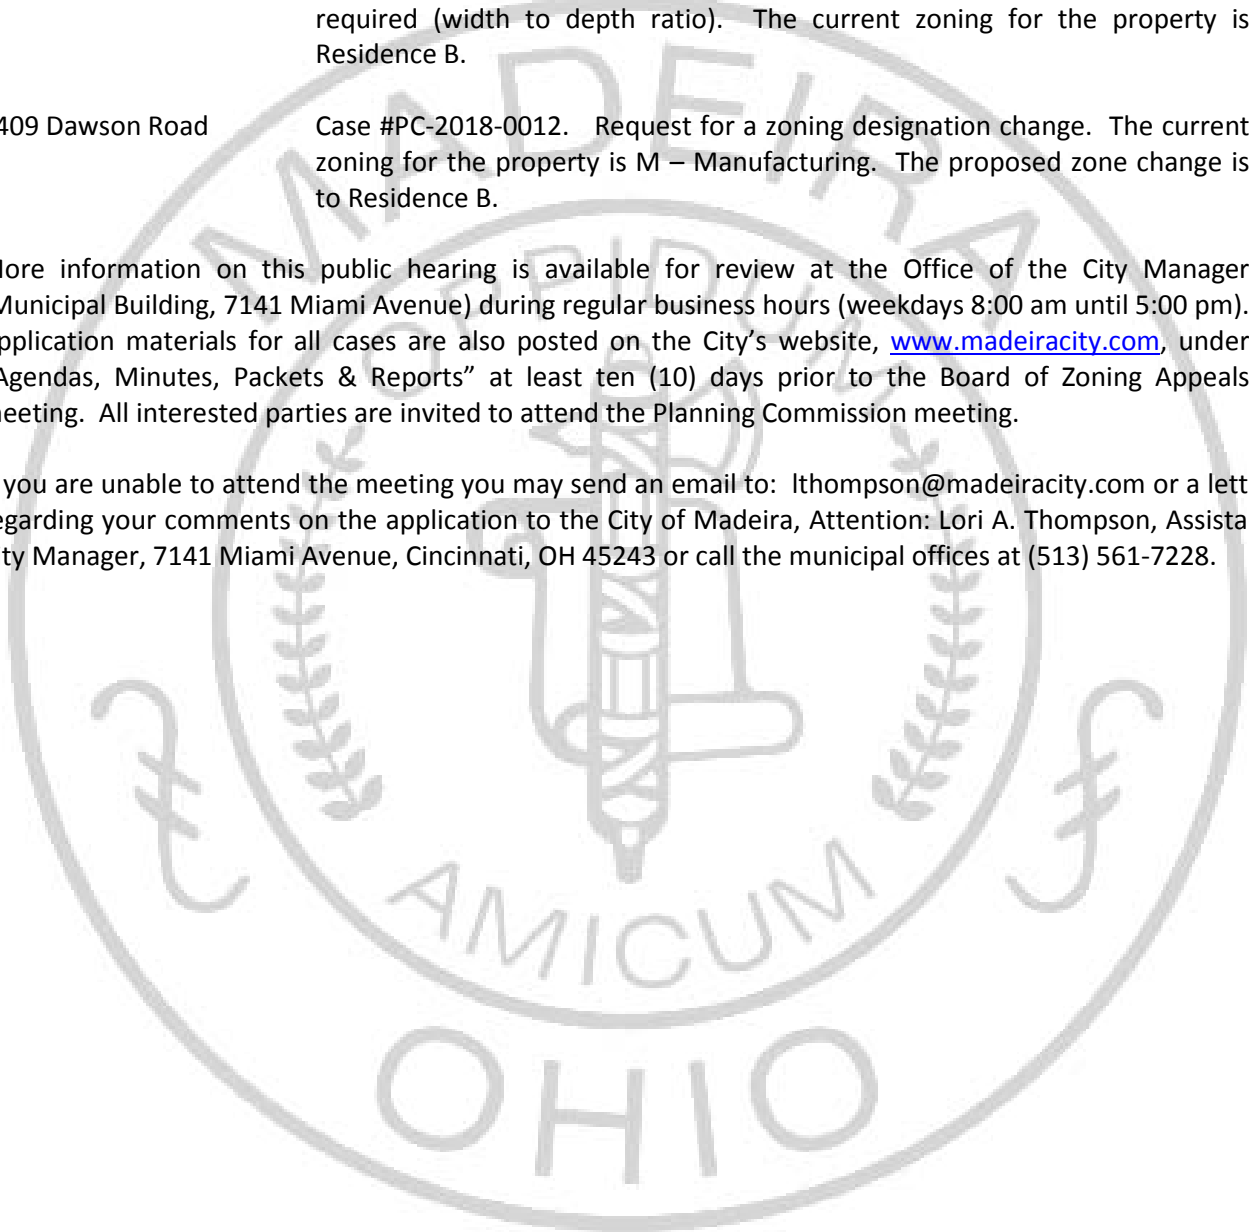 required (width to depth ratio). The current zoning for the property is
Residence B.
409 Dawson Road Case #PC-2018-0012. Request for a zoning designation change. The current
zoning for the property is M – Manufacturing. The proposed zone change is
to Residence B.
ore information on this public hearing is available for review at the Office of the City Manager
Municipal Building, 7141 Miami Avenue) during regular business hours (weekdays 8:00 am until 5:00 pm).
pplication materials for all cases are also posted on the City’s website, www.madeiracity.com, under
Agendas, Minutes, Packets & Reports” at least ten (10) days prior to the Board of Zoning Appeals
eeting. All interested parties are invited to attend the Planning Commission meeting.
you are unable to attend the meeting you may send an email to: lthompson@madeiracity.com or a lett
egarding your comments on the application to the City of Madeira, Attention: Lori A. Thompson, Assista
ty Manager, 7141 Miami Avenue, Cincinnati, OH 45243 or call the municipal offices at (513) 561-7228.
MADEIRA
OPPIDUM
AMICUM
OHIO